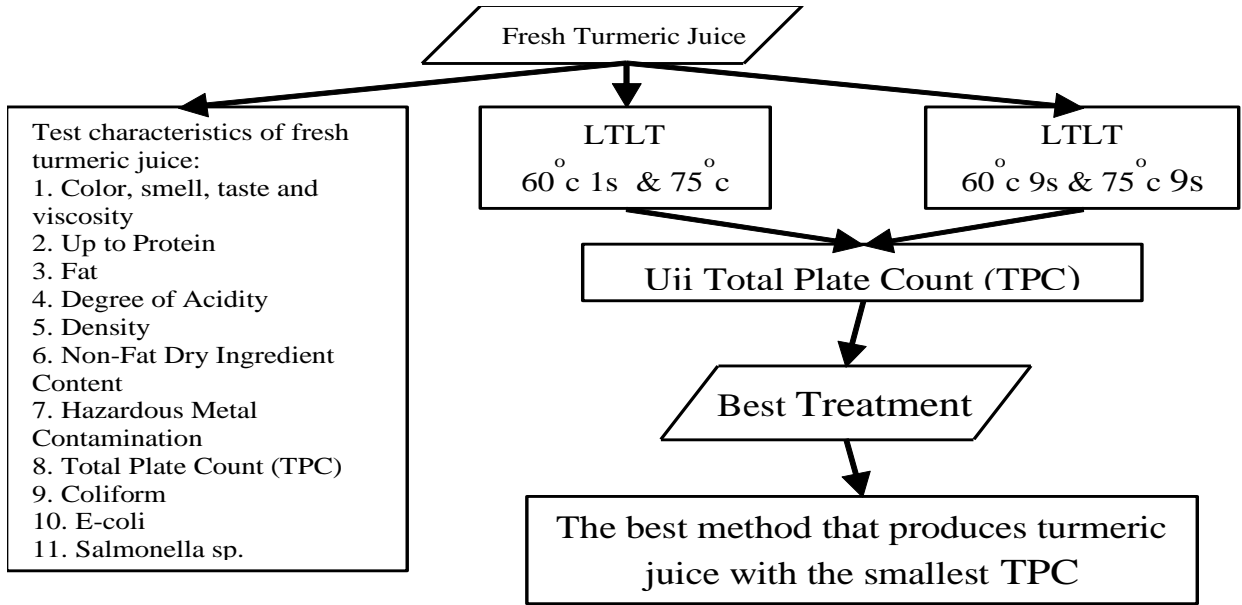 Fresh Turmeric Juice
Test characteristics of fresh
turmeric juice:
1. Color, smell, taste and
viscosity
2. Up to Protein
3. Fat
4. Degree of Acidity
5. Density
6. Non-Fat Dry Ingredient
Content
7. Hazardous Metal
Contamination
8. Total Plate Count (TPC)
9. Coliform
10. E-coli
11. Salmonella sp.
LTLT
60°c 1s & 75°c
LTLT
60°c 9s & 75°c 9s
Uji Total Plate Count (TPC)
Best Treatment
The best method that produces turmeric
juice with the smallest TPC